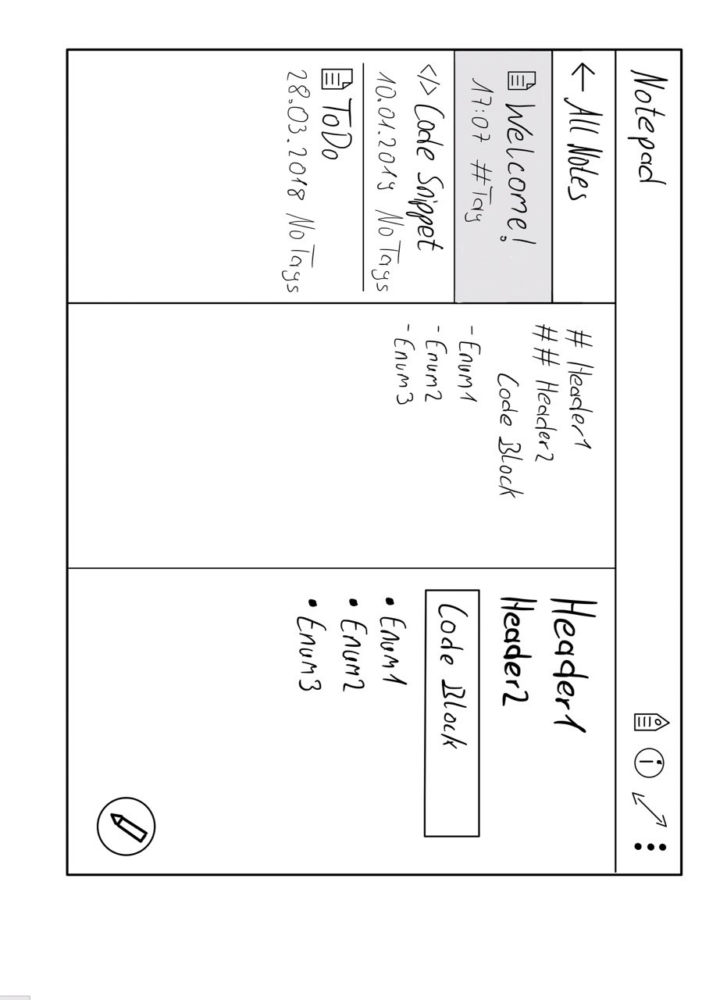 Notepad
← All Notes
Welcome!
17:07 #Tag
</> Code Snippet
10.01.2019 No Tags
ToDo
28.03.2018 No Tags
# Header1
## Header2
Code Block
- Enum1
- Enum2
- Enum3
Header1
Header2
Code Block
• Enum1
• Enum2
• Enum3